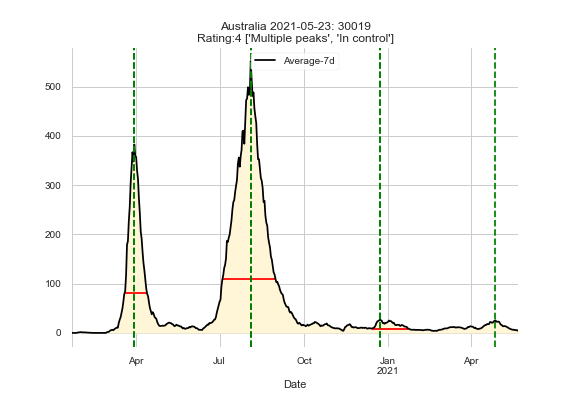 Australia 2021-05-23: 30019
Rating:4 ['Multiple peaks', 'In control']
Average-7d
500
400
300
200
100
0
Apr
Jul
Oct
Jan
2021
Apr
Date